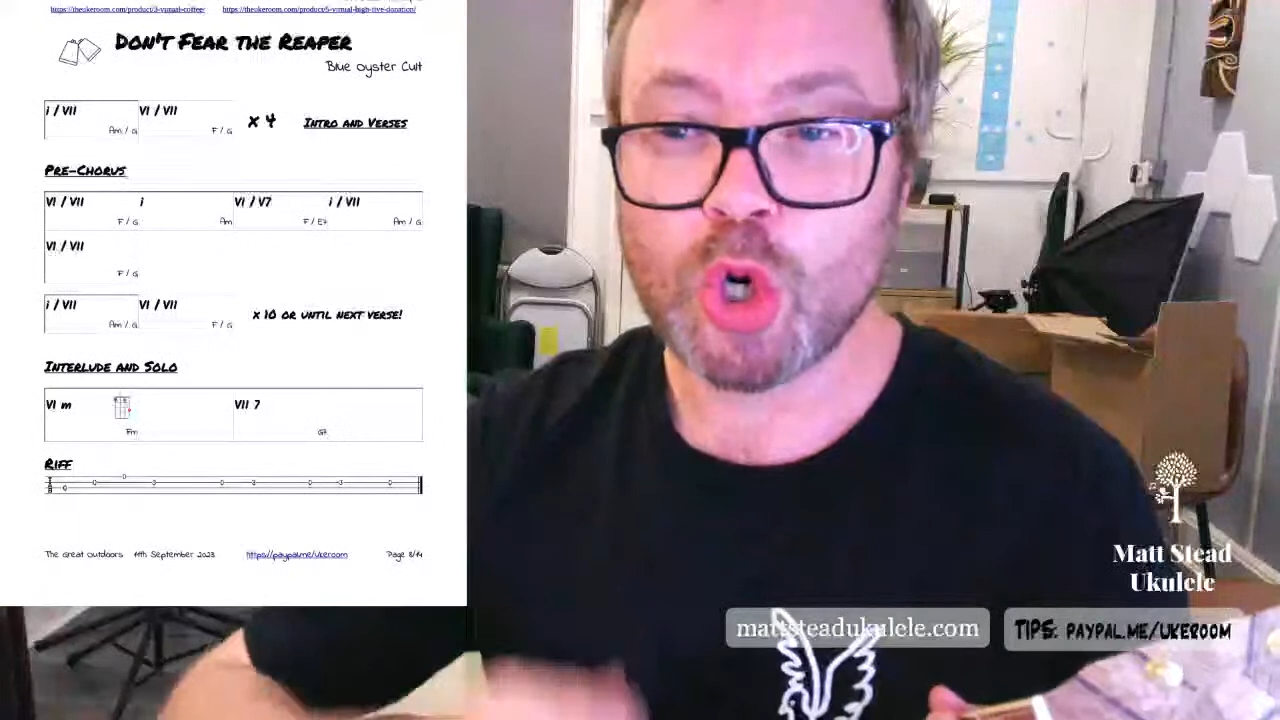 https://theukeroom.com/product/3-virtual-coffee/ https://theukeroom.com/product/5-virtual-high-five-donation/
Don't Fear the Reaper
Blue Oyster Cult
i / VII VI / VII
Am / G F / G
x 4 Intro and Verses
Pre-Chorus
VI / VII i VI / V7 i / VII
F / G Am F / E7 Am / G
VI / VII
F / G
i / VII VI / VII
Am / G F / G
x 10 or until next verse!
Interlude and Solo
VI m VII 7
Fm G7
Riff
The Great Outdoors 11th September 2023 https://paypal.me/ukeroom Page 8/14
Matt Stead
Ukulele
mattsteadukulele.com
Tips: paypal.me/ukeroom